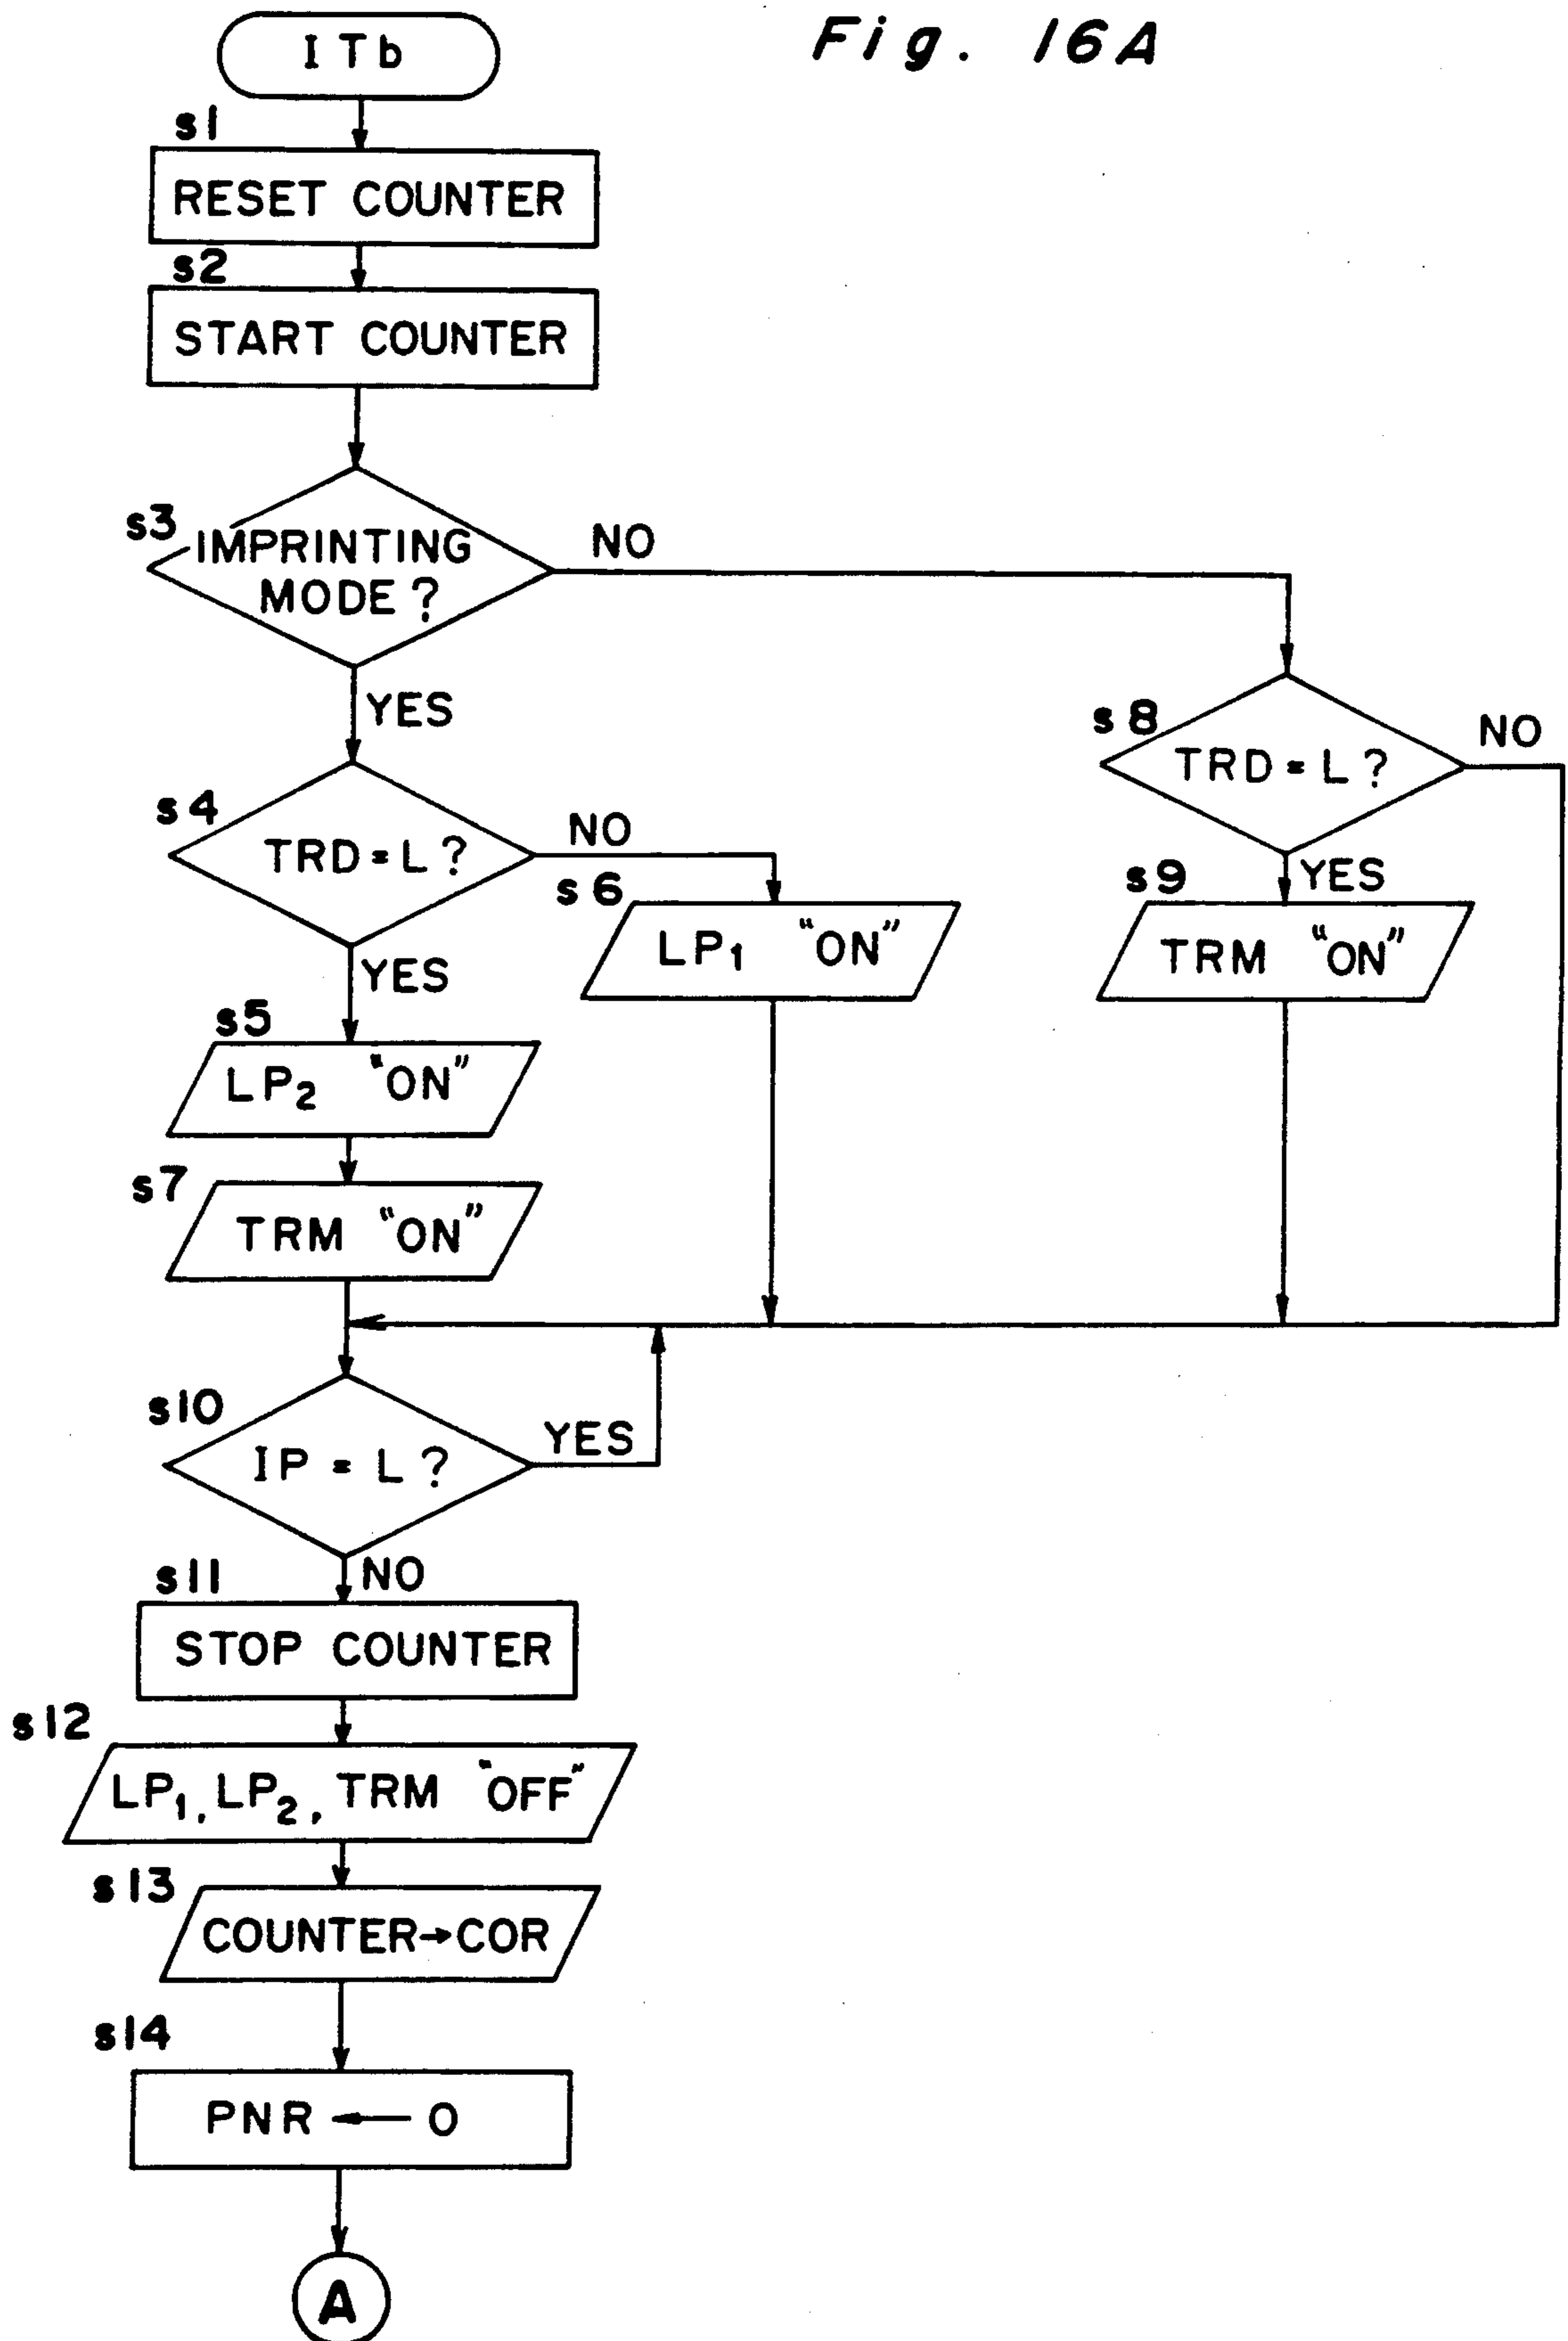 Fig. 16A
ITb
s1
RESET COUNTER
s2
START COUNTER
s3
IMPRINTING
MODE?
NO
YES
s4
TRD=L?
NO
YES
s5
LP2 "ON"
s6
LP1 "ON"
s7
TRM "ON"
s8
TRD=L?
NO
YES
s9
TRM "ON"
s10
IP=L?
YES
NO
s11
STOP COUNTER
s12
LP1, LP2, TRM "OFF"
s13
COUNTER→COR
s14
PNR ← 0
A